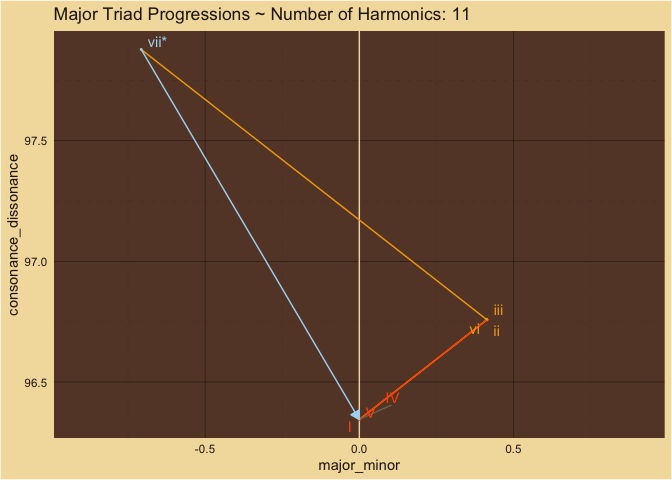 Major Triad Progressions ~ Number of Harmonics: 11
vii*
97.5
consonance_dissonance
97.0
iii
vi
ii
96.5
IV
V
I
-0.5
0.0
0.5
major_minor